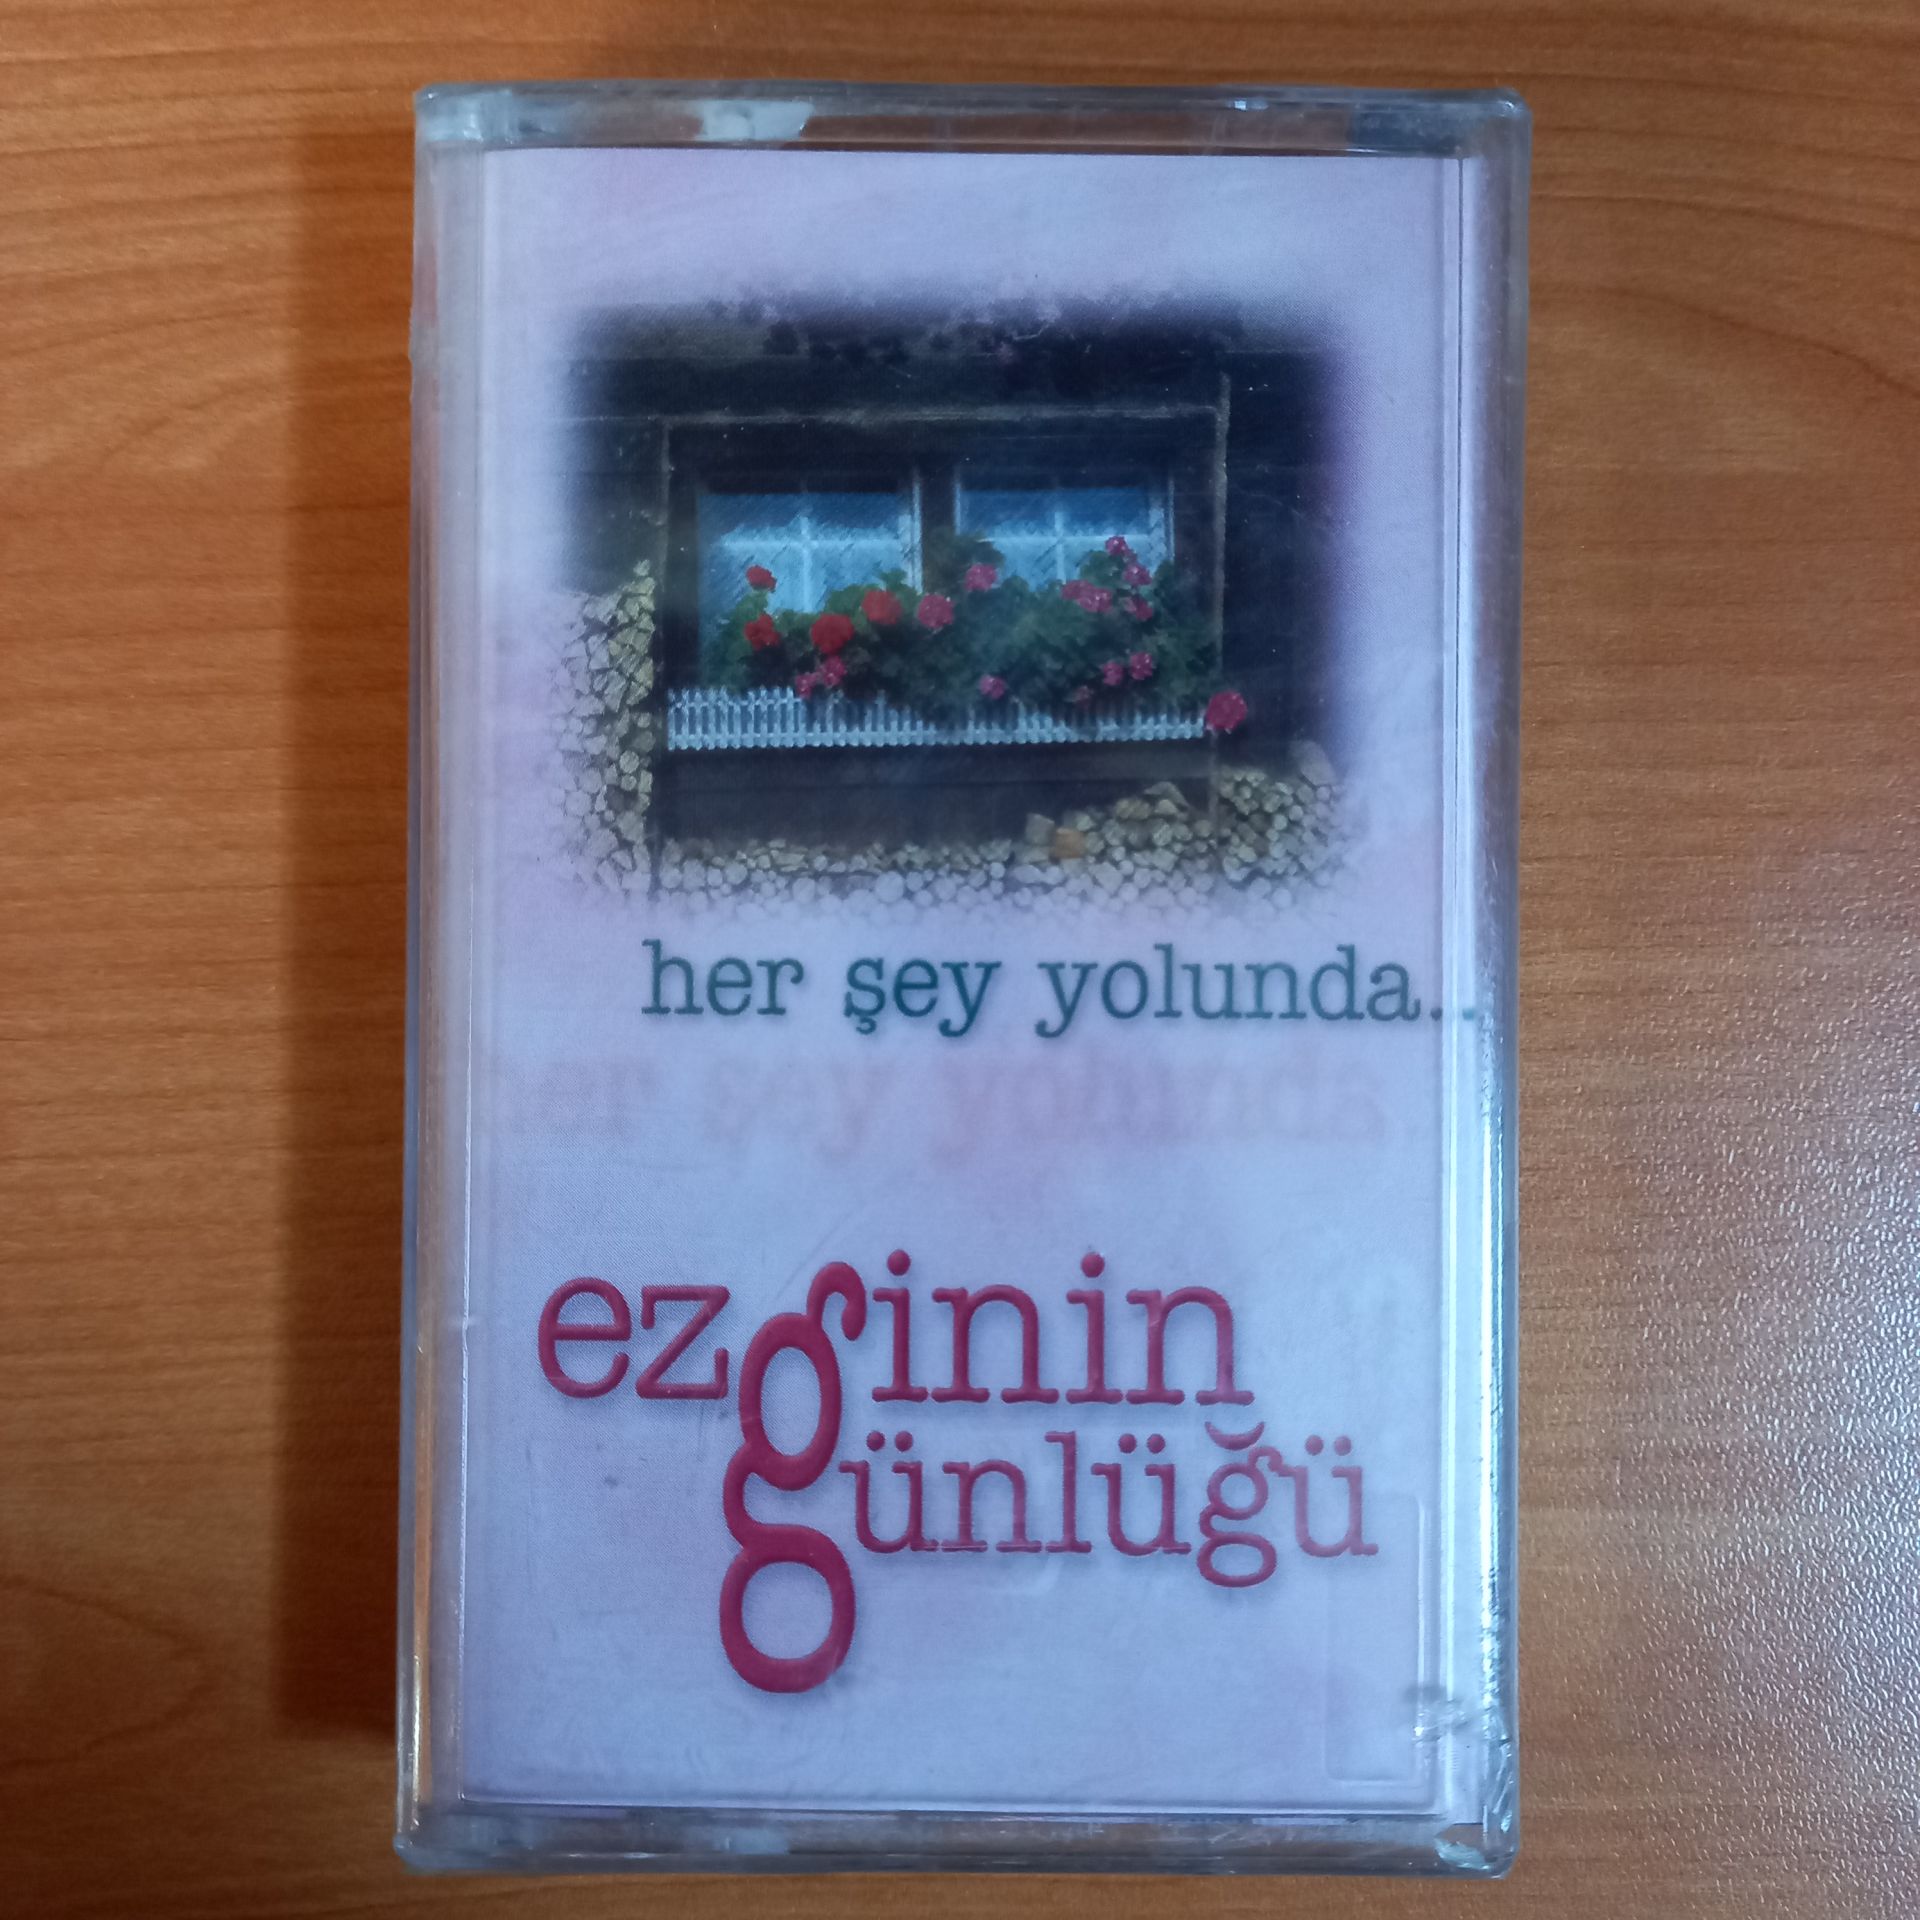 her şey yolunda...
ezginin
günlüğü